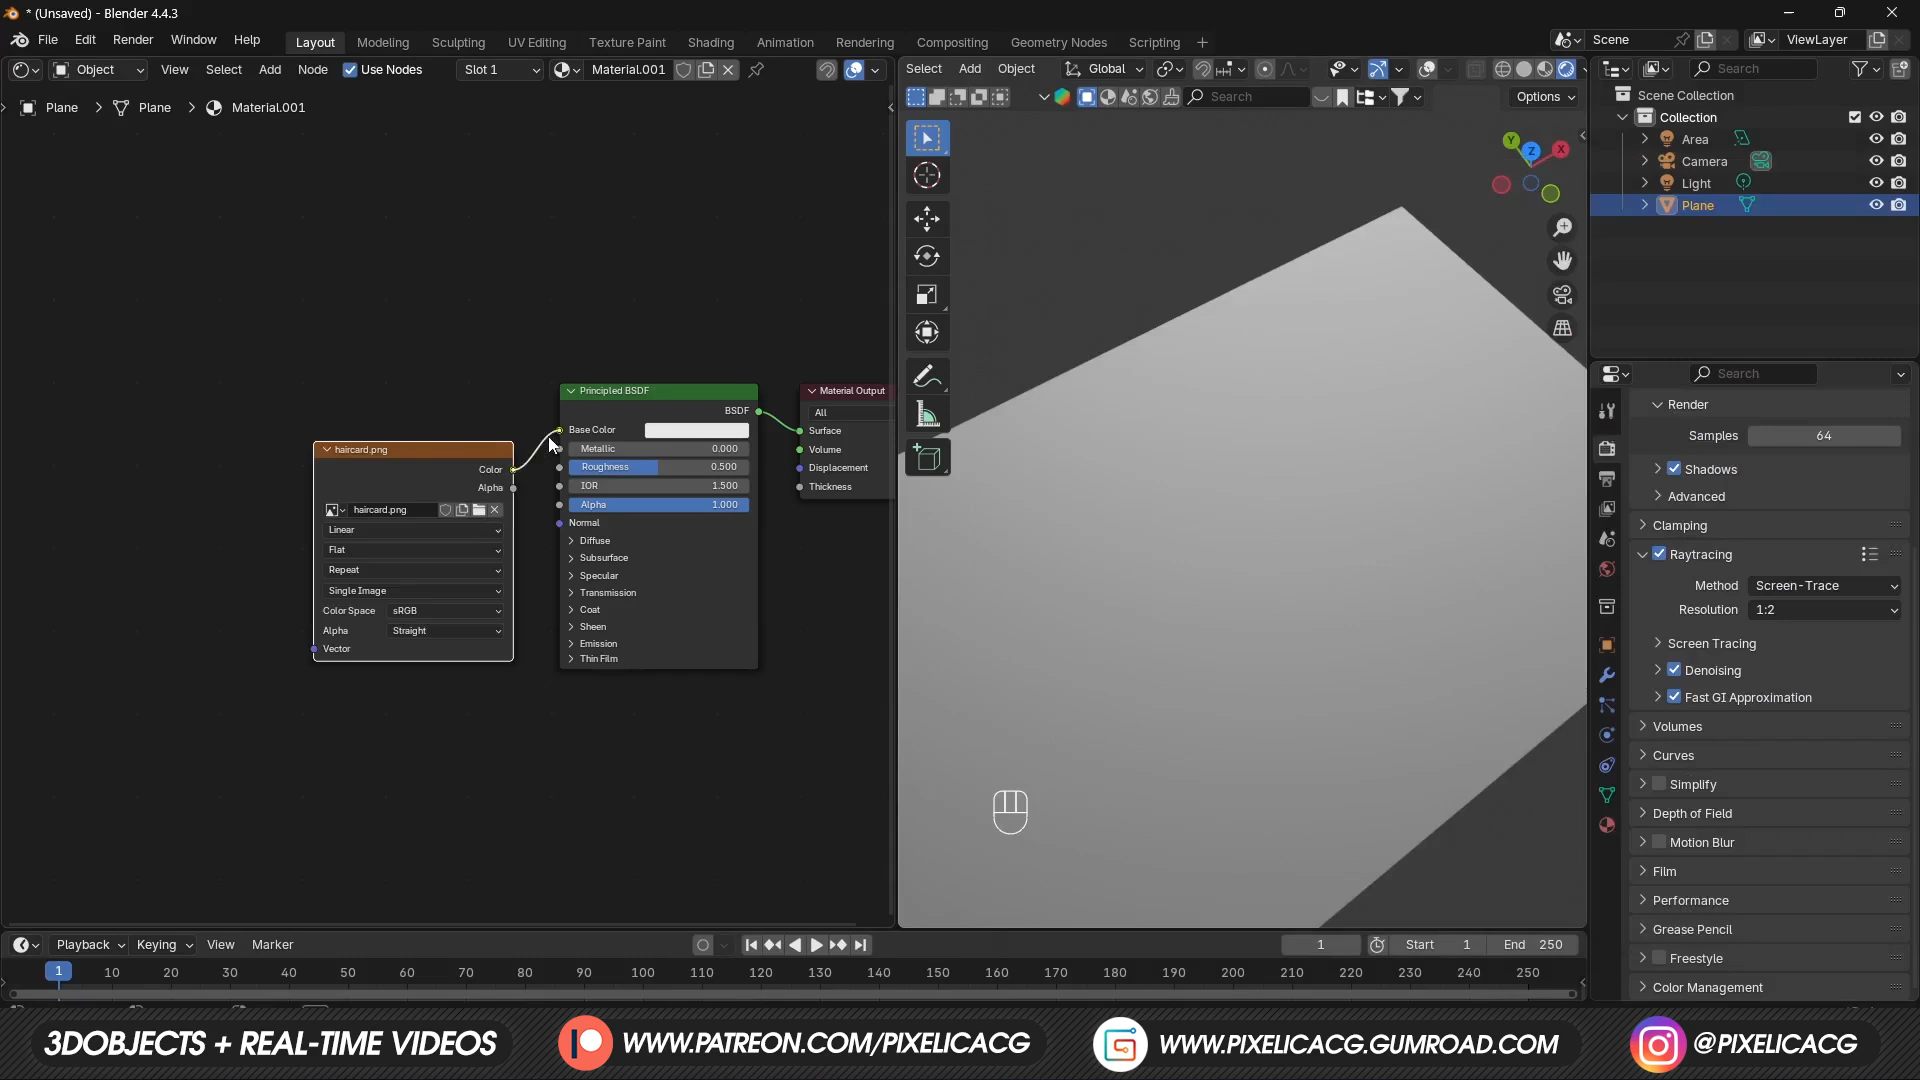 * (Unsaved) - Blender 4.4.3
File Edit Render Window Help Layout Modeling Sculpting UV Editing Texture Paint Shading Animation Rendering Compositing Geometry Nodes Scripting + Scene ViewLayer
Object View Select Add Node Use Nodes Slot 1 Material.001
Plane > Plane > Material.001
Principled BSDF
BSDF
Base Color
Metallic 0.000
Roughness 0.500
IOR 1.500
Alpha 1.000
Normal
Diffuse
Subsurface
Specular
Transmission
Coat
Sheen
Emission
Thin Film
haircard.png
Color
Alpha
haircard.png
Linear
Flat
Repeat
Single Image
Color Space sRGB
Alpha Straight
Vector
Material Output
All
Surface
Volume
Displacement
Thickness
Select Add Object Global
Search Options
Y Z X
Search
Scene Collection
Collection
Area
Camera
Light
Plane
Search
Render
Samples 64
Shadows
Advanced
Clamping
Raytracing
Method Screen-Trace
Resolution 1:2
Screen Tracing
Denoising
Fast GI Approximation
Volumes
Curves
Simplify
Depth of Field
Motion Blur
Film
Performance
Grease Pencil
Freestyle
Color Management
Playback Keying View Marker 1 Start 1 End 250
1 10 20 30 40 50 60 70 80 90 100 110 120 130 140 150 160 170 180 190 200 210 220 230 240 250
3DOBJECTS + REAL-TIME VIDEOS WWW.PATREON.COM/PIXELICACG WWW.PIXELICACG.GUMROAD.COM @PIXELICACG